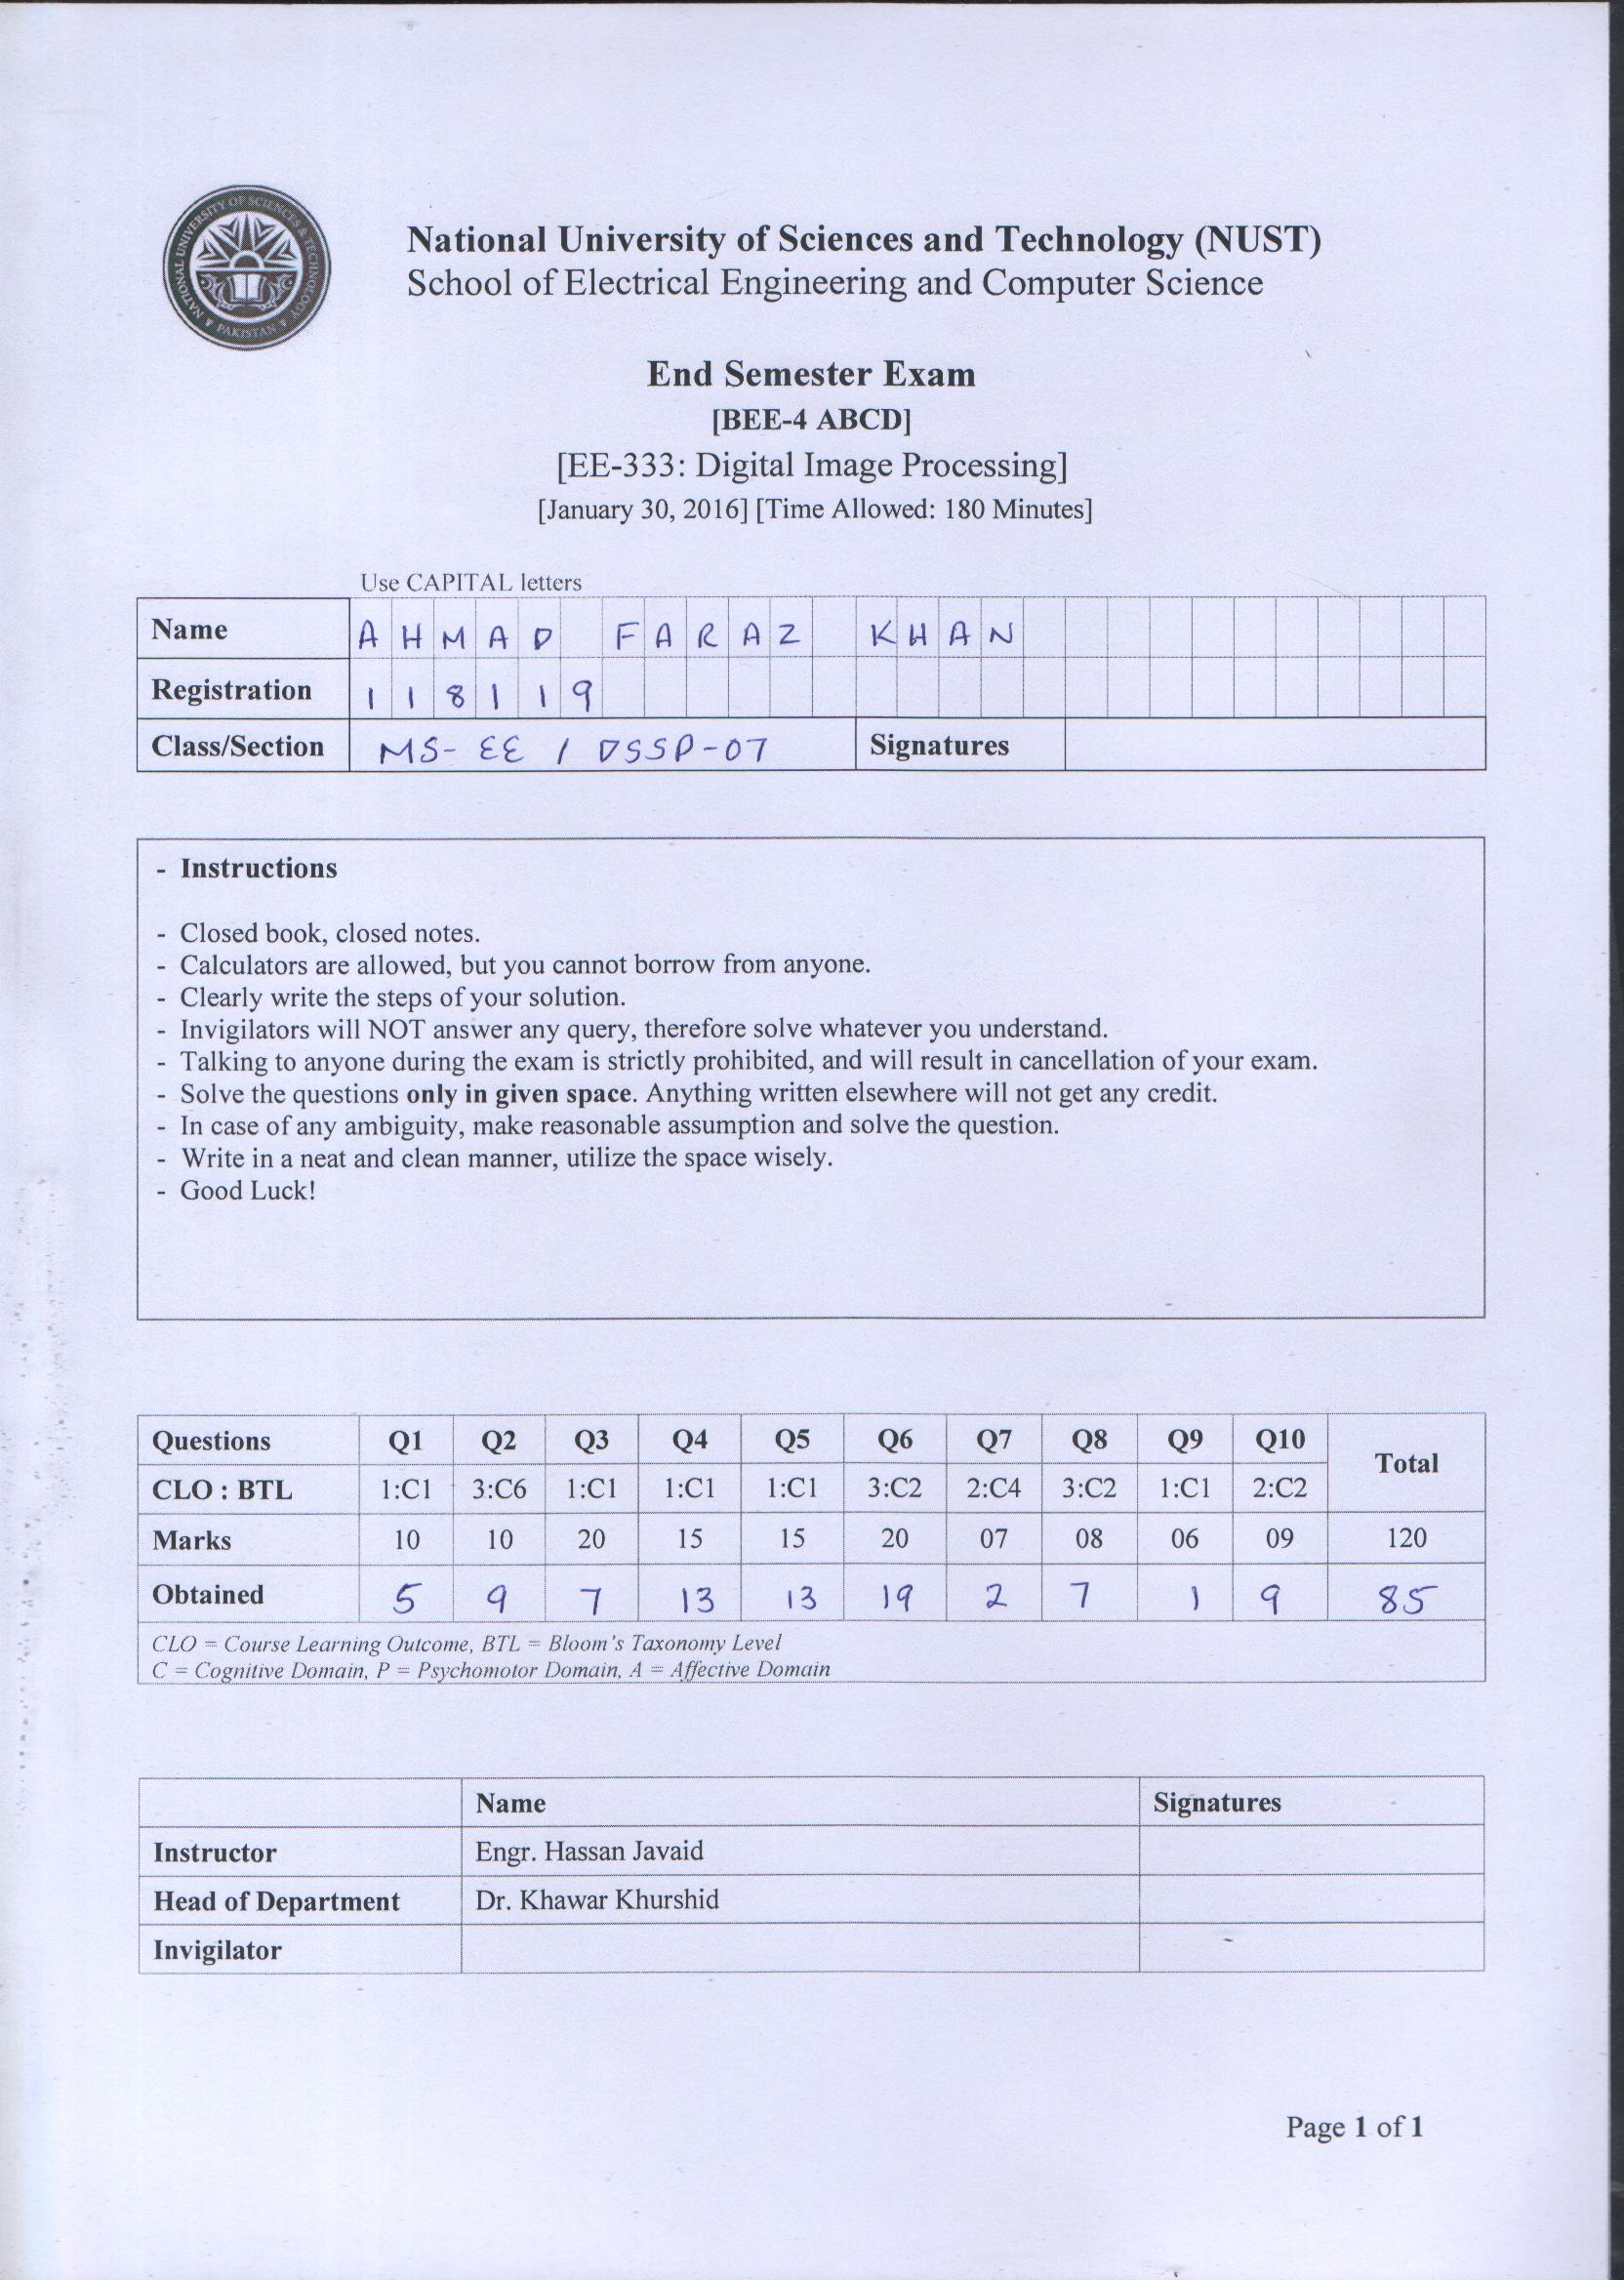 NATIONAL UNIVERSITY OF SCIENCES & TECHNOLOGY
PAKISTAN
National University of Sciences and Technology (NUST)
School of Electrical Engineering and Computer Science
End Semester Exam
[BEE-4 ABCD]
[EE-333: Digital Image Processing]
[January 30, 2016] [Time Allowed: 180 Minutes]
Use CAPITAL letters
Name AHMAD FARAZ KHAN
Registration 118119
Class/Section MS-EE / DSSP-07 Signatures
- Instructions
- Closed book, closed notes.
- Calculators are allowed, but you cannot borrow from anyone.
- Clearly write the steps of your solution.
- Invigilators will NOT answer any query, therefore solve whatever you understand.
- Talking to anyone during the exam is strictly prohibited, and will result in cancellation of your exam.
- Solve the questions only in given space. Anything written elsewhere will not get any credit.
- In case of any ambiguity, make reasonable assumption and solve the question.
- Write in a neat and clean manner, utilize the space wisely.
- Good Luck!
Questions Q1 Q2 Q3 Q4 Q5 Q6 Q7 Q8 Q9 Q10 Total
CLO : BTL 1:C1 3:C6 1:C1 1:C1 1:C1 3:C2 2:C4 3:C2 1:C1 2:C2
Marks 10 10 20 15 15 20 07 08 06 09 120
Obtained 5 9 7 13 13 19 2 7 1 9 85
CLO = Course Learning Outcome, BTL = Bloom's Taxonomy Level
C = Cognitive Domain, P = Psychomotor Domain, A = Affective Domain
Name Signatures
Instructor Engr. Hassan Javaid
Head of Department Dr. Khawar Khurshid
Invigilator
Page 1 of 1